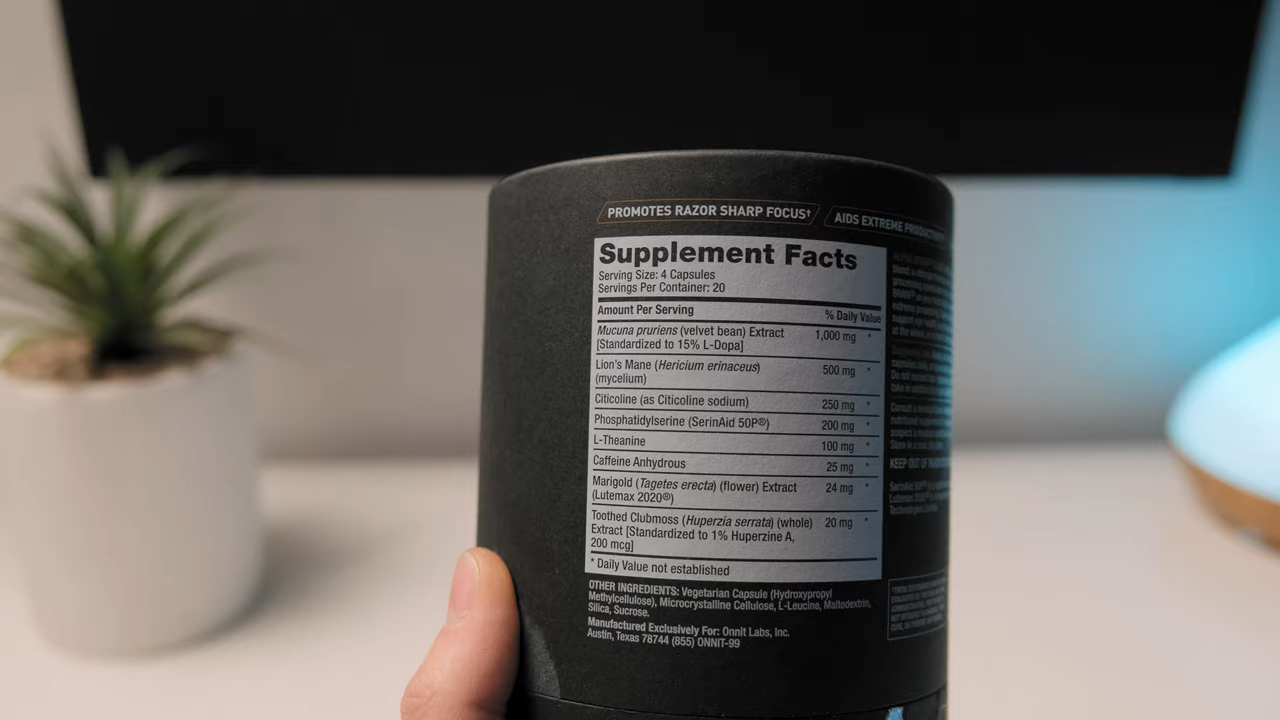 PROMOTES RAZOR SHARP FOCUS†
AIDS EXTREME
Supplement Facts
Serving Size: 4 Capsules
Servings Per Container: 20
Amount Per Serving % Daily Value
Mucuna pruriens (velvet bean) Extract 1,000 mg *
[Standardized to 15% L-Dopa]
Lion's Mane (Hericium erinaceus) 500 mg *
(mycelium)
Citicoline (as Citicoline sodium) 250 mg *
Phosphatidylserine (SerinAid 50P®) 200 mg *
L-Theanine 100 mg *
Caffeine Anhydrous 25 mg *
Marigold (Tagetes erecta) (flower) Extract 24 mg *
(Lutemax 2020®)
Toothed Clubmoss (Huperzia serrata) (whole) 20 mg *
Extract [Standardized to 1% Huperzine A,
200 mcg]
* Daily Value not established
OTHER INGREDIENTS: Vegetarian Capsule (Hydroxypropyl
Methylcellulose), Microcrystalline Cellulose, L-Leucine, Maltodextrin,
Silica, Sucrose.
Manufactured Exclusively For: Onnit Labs, Inc.
Austin, Texas 78744 (855) ONNIT-99
KEEP OUT OF